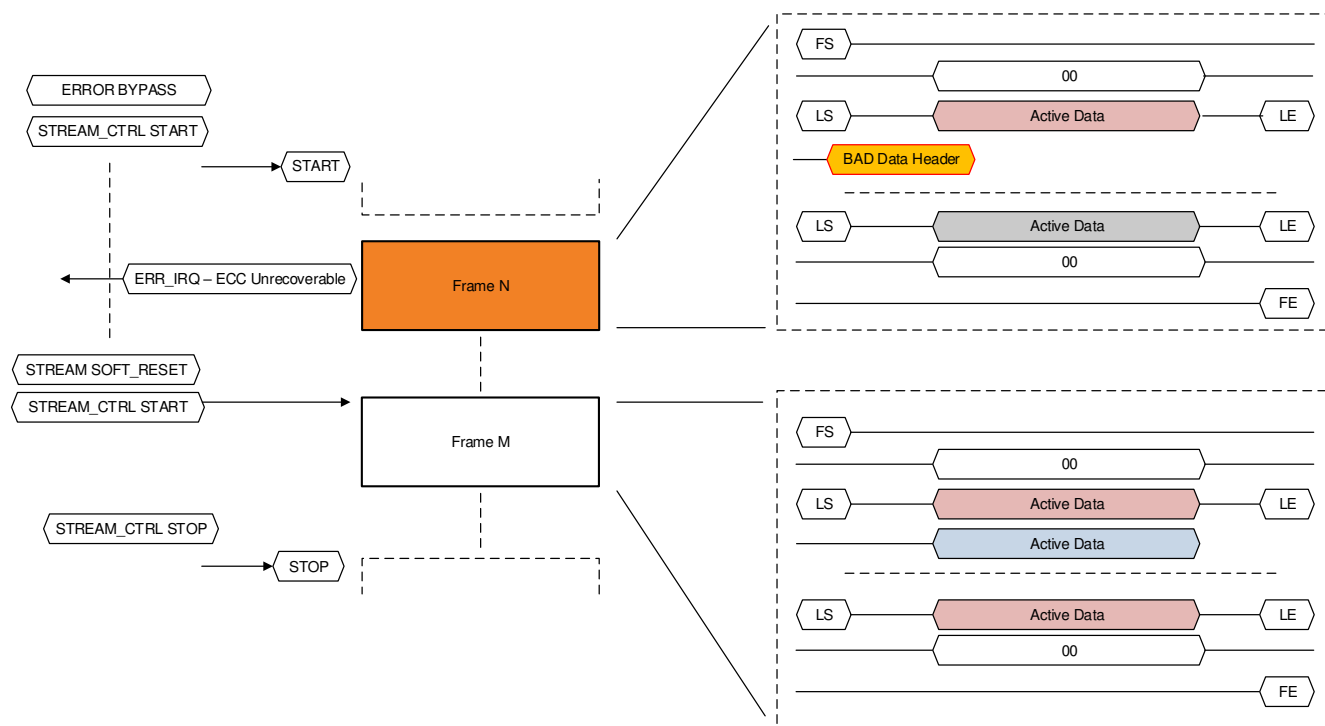 ERROR BYPASS
STREAM_CTRL START
START
ERR_IRQ – ECC Unrecoverable
Frame N
STREAM SOFT_RESET
STREAM_CTRL START
Frame M
STREAM_CTRL STOP
STOP
FS
00
LS Active Data LE
BAD Data Header
LS Active Data LE
00
FE
FS
00
LS Active Data LE
Active Data
LS Active Data LE
00
FE